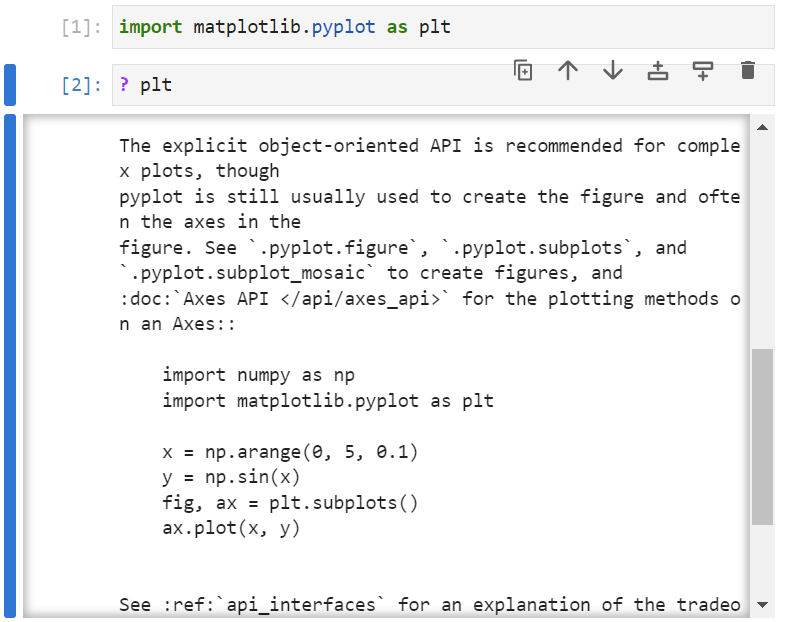 [1]: import matplotlib.pyplot as plt
[2]: ? plt
The explicit object-oriented API is recommended for comple
x plots, though
pyplot is still usually used to create the figure and ofte
n the axes in the
figure. See `.pyplot.figure`, `.pyplot.subplots`, and
`.pyplot.subplot_mosaic` to create figures, and
:doc:`Axes API </api/axes_api>` for the plotting methods o
n an Axes::
    import numpy as np
    import matplotlib.pyplot as plt
    x = np.arange(0, 5, 0.1)
    y = np.sin(x)
    fig, ax = plt.subplots()
    ax.plot(x, y)
See :ref:`api_interfaces` for an explanation of the tradeo